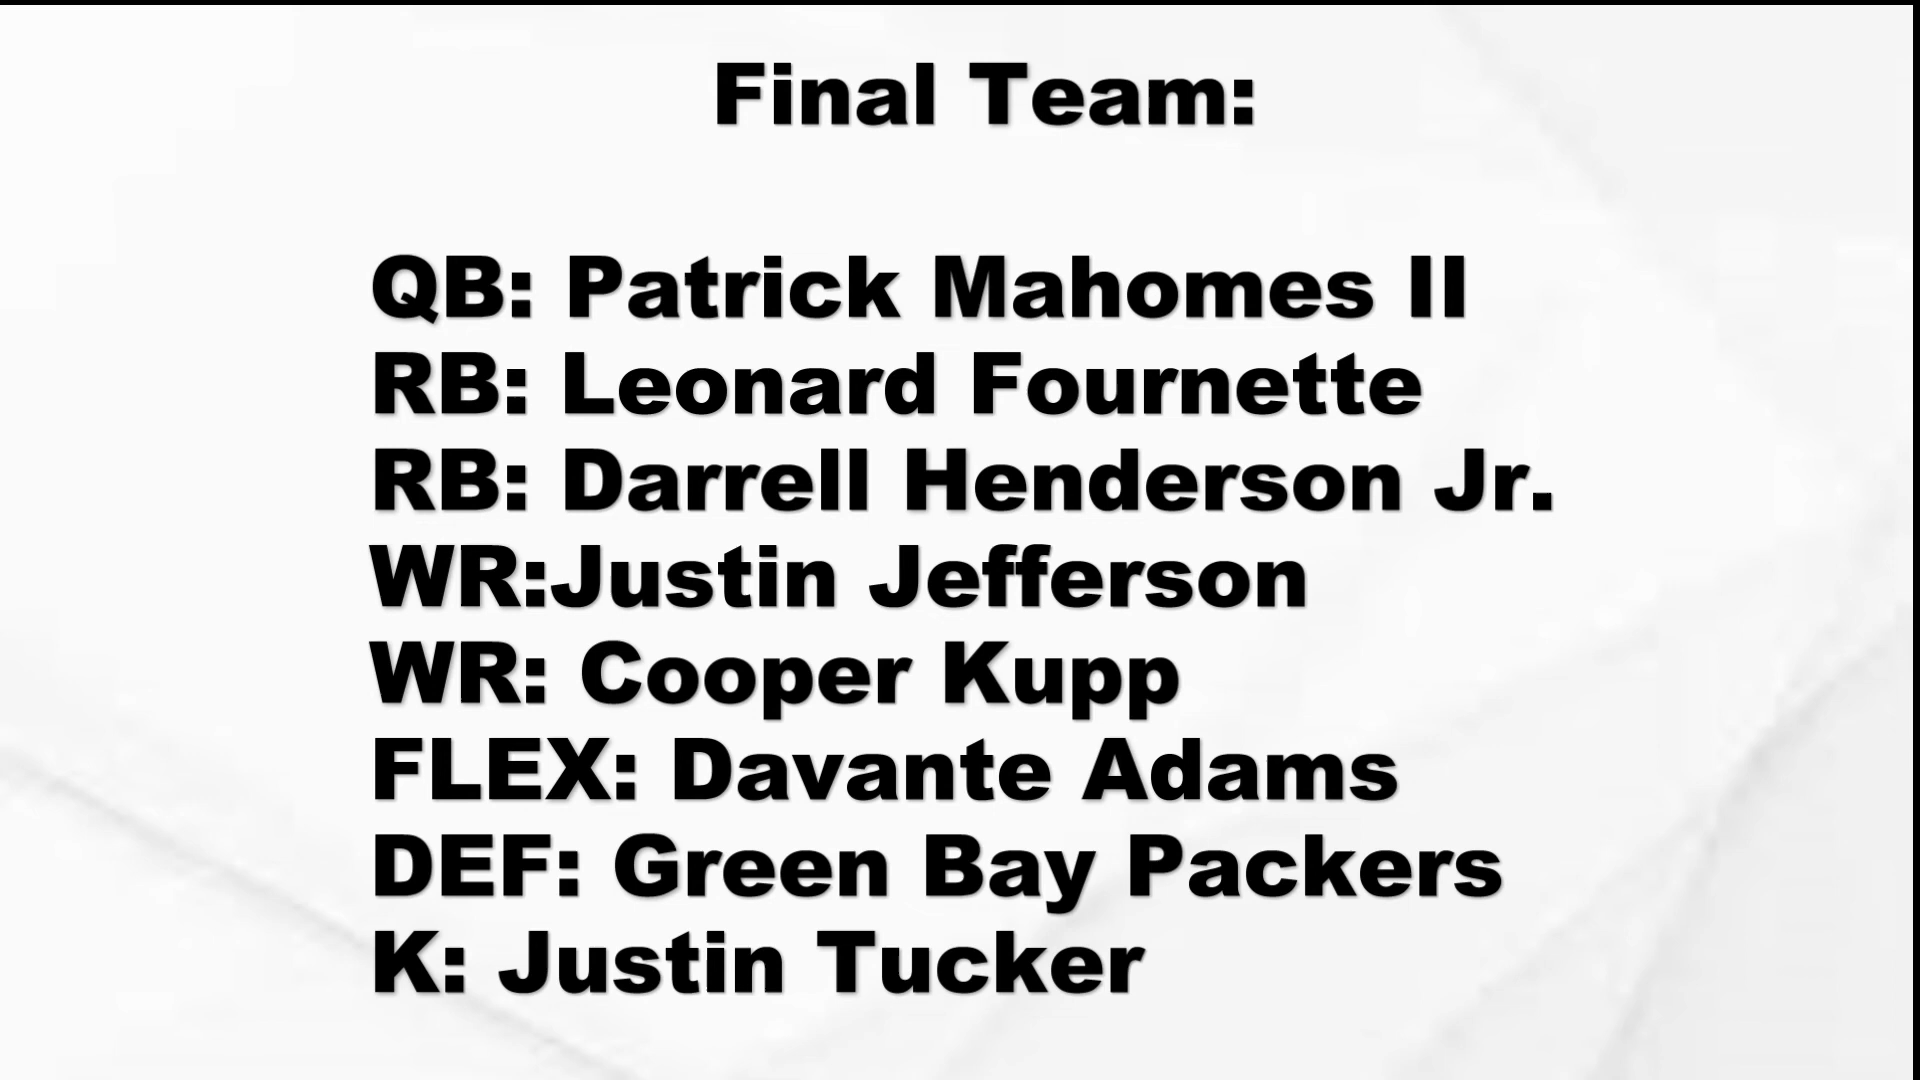 Final Team:
QB: Patrick Mahomes II
RB: Leonard Fournette
RB: Darrell Henderson Jr.
WR:Justin Jefferson
WR: Cooper Kupp
FLEX: Davante Adams
DEF: Green Bay Packers
K: Justin Tucker